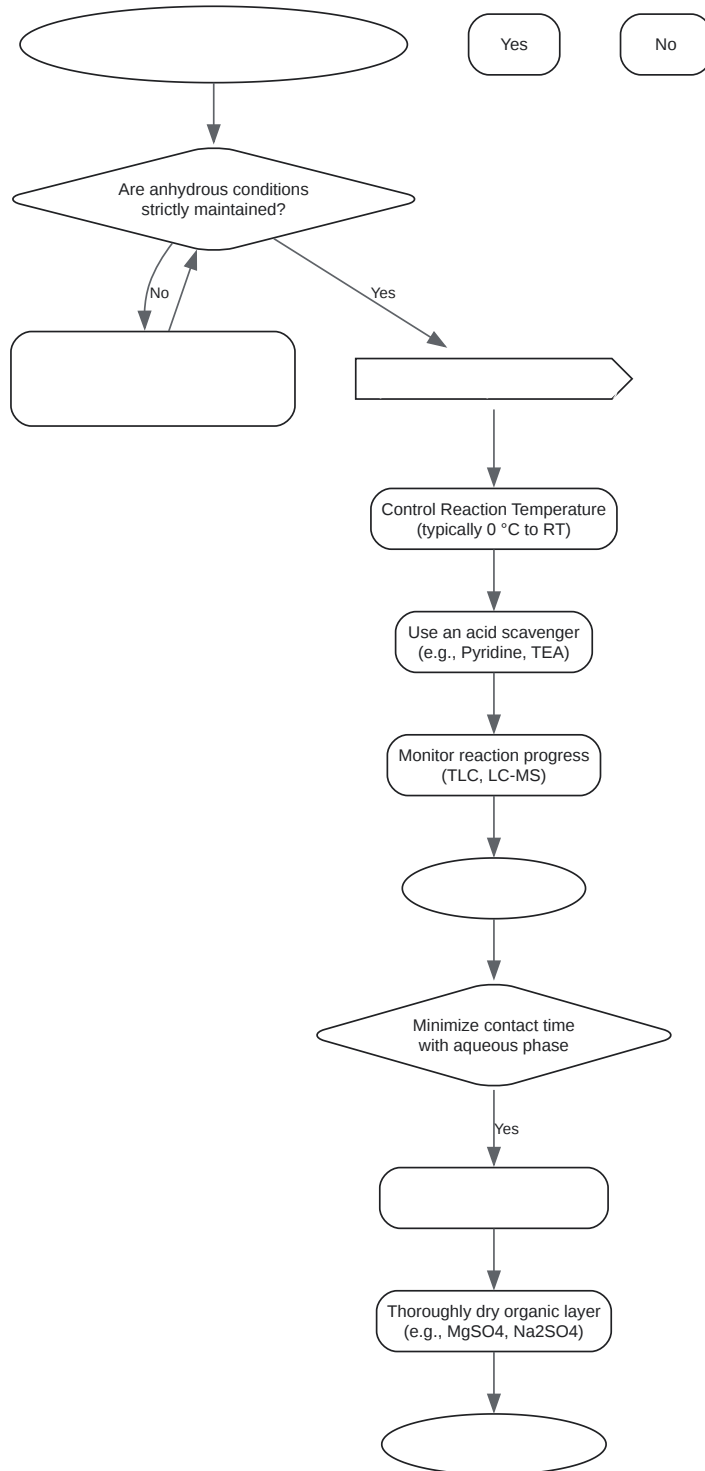 Yes
No
Are anhydrous conditions
strictly maintained?
No
Yes
Control Reaction Temperature
(typically 0 °C to RT)
Use an acid scavenger
(e.g., Pyridine, TEA)
Monitor reaction progress
(TLC, LC-MS)
Minimize contact time
with aqueous phase
Yes
Thoroughly dry organic layer
(e.g., MgSO4, Na2SO4)